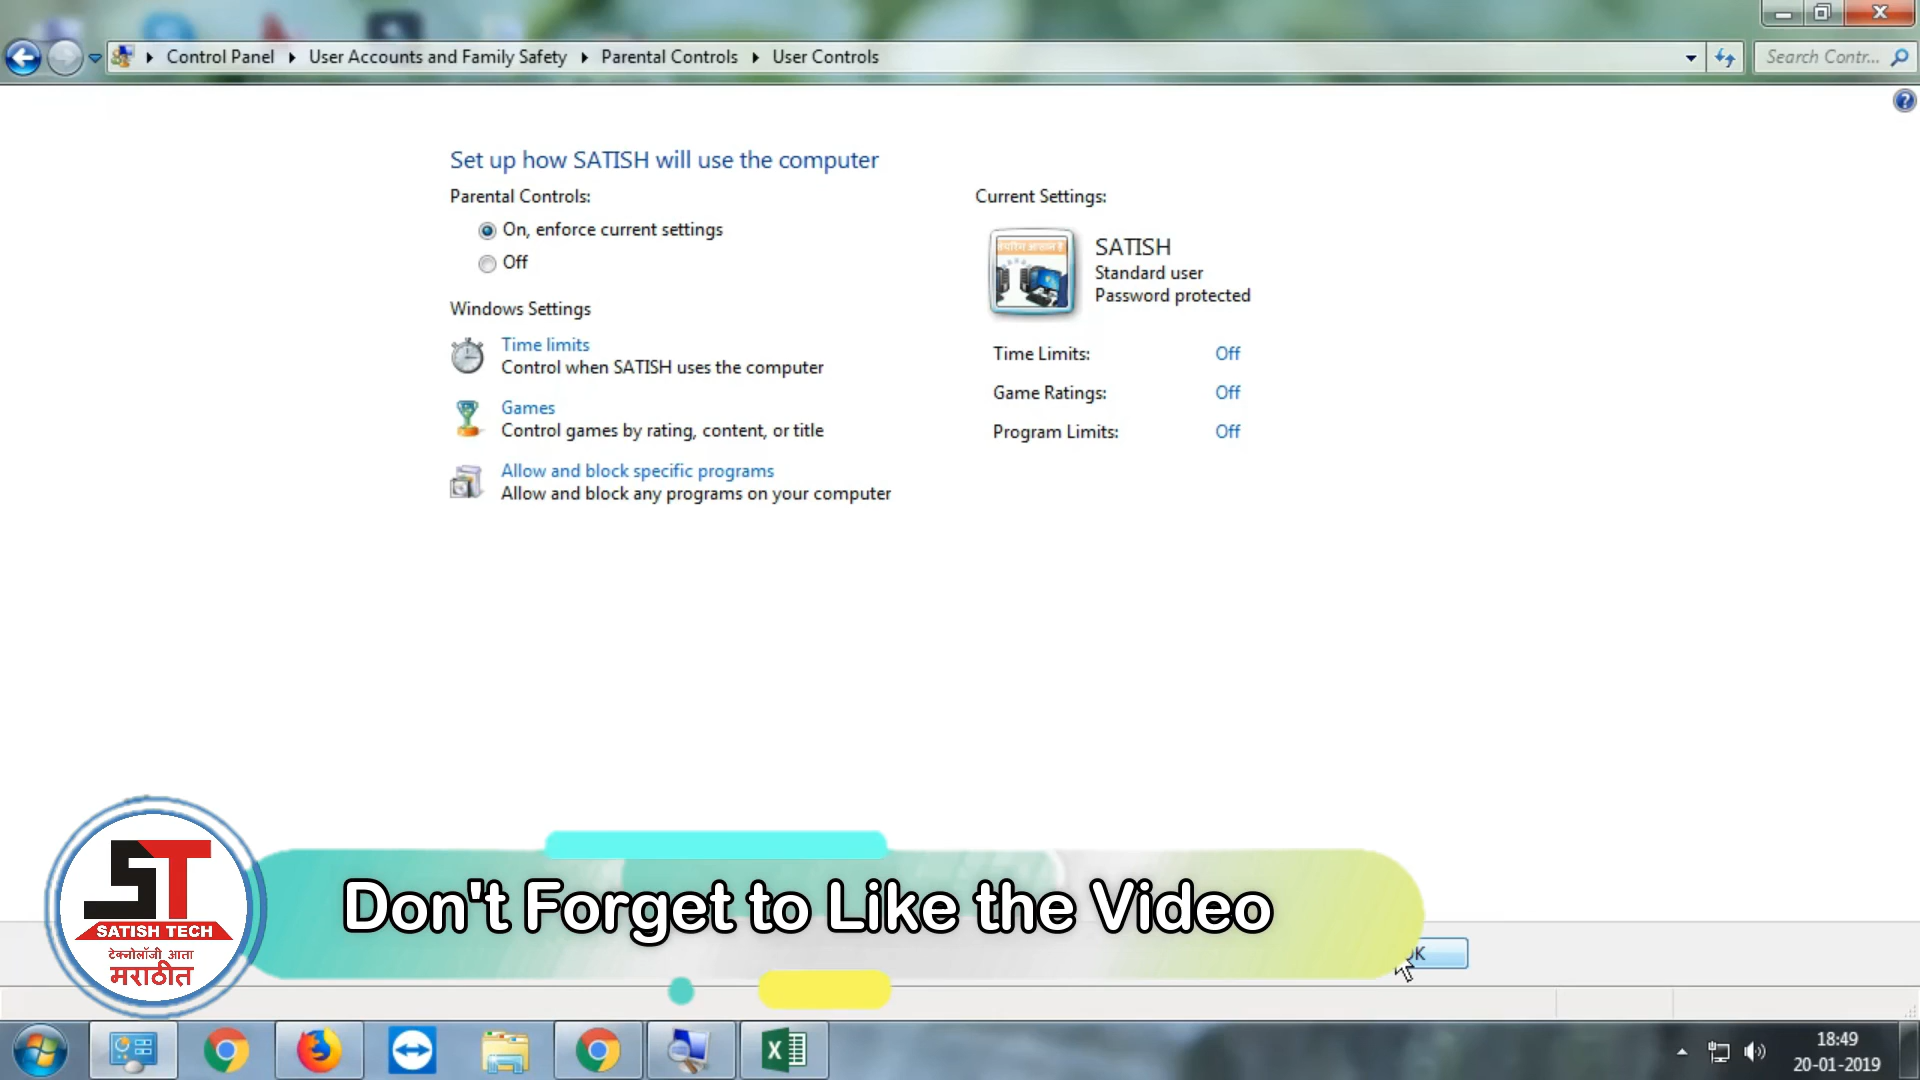 Control Panel
User Accounts and Family Safety
Parental Controls
User Controls
Search Contr...
Set up how SATISH will use the computer
Parental Controls:
On, enforce current settings
Off
Windows Settings
Time limits
Control when SATISH uses the computer
Games
Control games by rating, content, or title
Allow and block specific programs
Allow and block any programs on your computer
Current Settings:
SATISH
Standard user
Password protected
Time Limits: Off
Game Ratings: Off
Program Limits: Off
ST
SATISH TECH
टेक्नोलॉजी आता
मराठीत
Don't Forget to Like the Video
18:49
20-01-2019